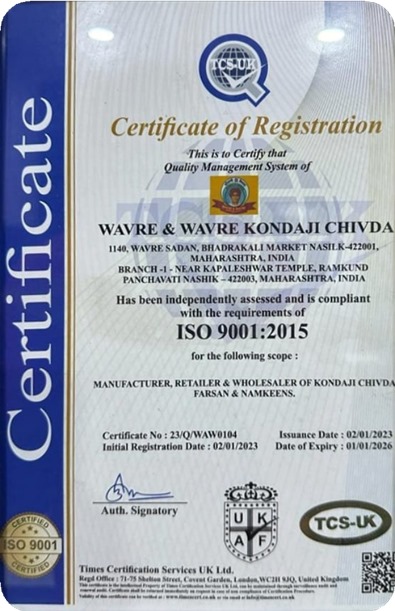 Certificate
TCS-UK
Certificate of Registration
This is to Certify that
Quality Management System of
WAVRE & WAVRE KONDAJI CHIVDA
1140, WAVRE SADAN, BHADRAKALI MARKET NASILK-422001,
MAHARASHTRA, INDIA
BRANCH -1 - NEAR KAPALESHWAR TEMPLE, RAMKUND
PANCHAVATI NASHIK – 422003, MAHARASHTRA, INDIA
Has been independently assessed and is compliant
with the requirements of
ISO 9001:2015
for the following scope :
MANUFACTURER, RETAILER & WHOLESALER OF KONDAJI CHIVDA
FARSAN & NAMKEENS.
Certificate No : 23/Q/WAW0104
Issuance Date : 02/01/2023
Initial Registration Date : 02/01/2023
Date of Expiry : 01/01/2026
Auth. Signatory
UK
AF
TCS-UK
CERTIFIED
ISO 9001
CERTIFIED
Times Certification Services UK Ltd.
Regd Office : 71-75 Shelton Street, Covent Garden, London,WC2H 9JQ, United Kingdom